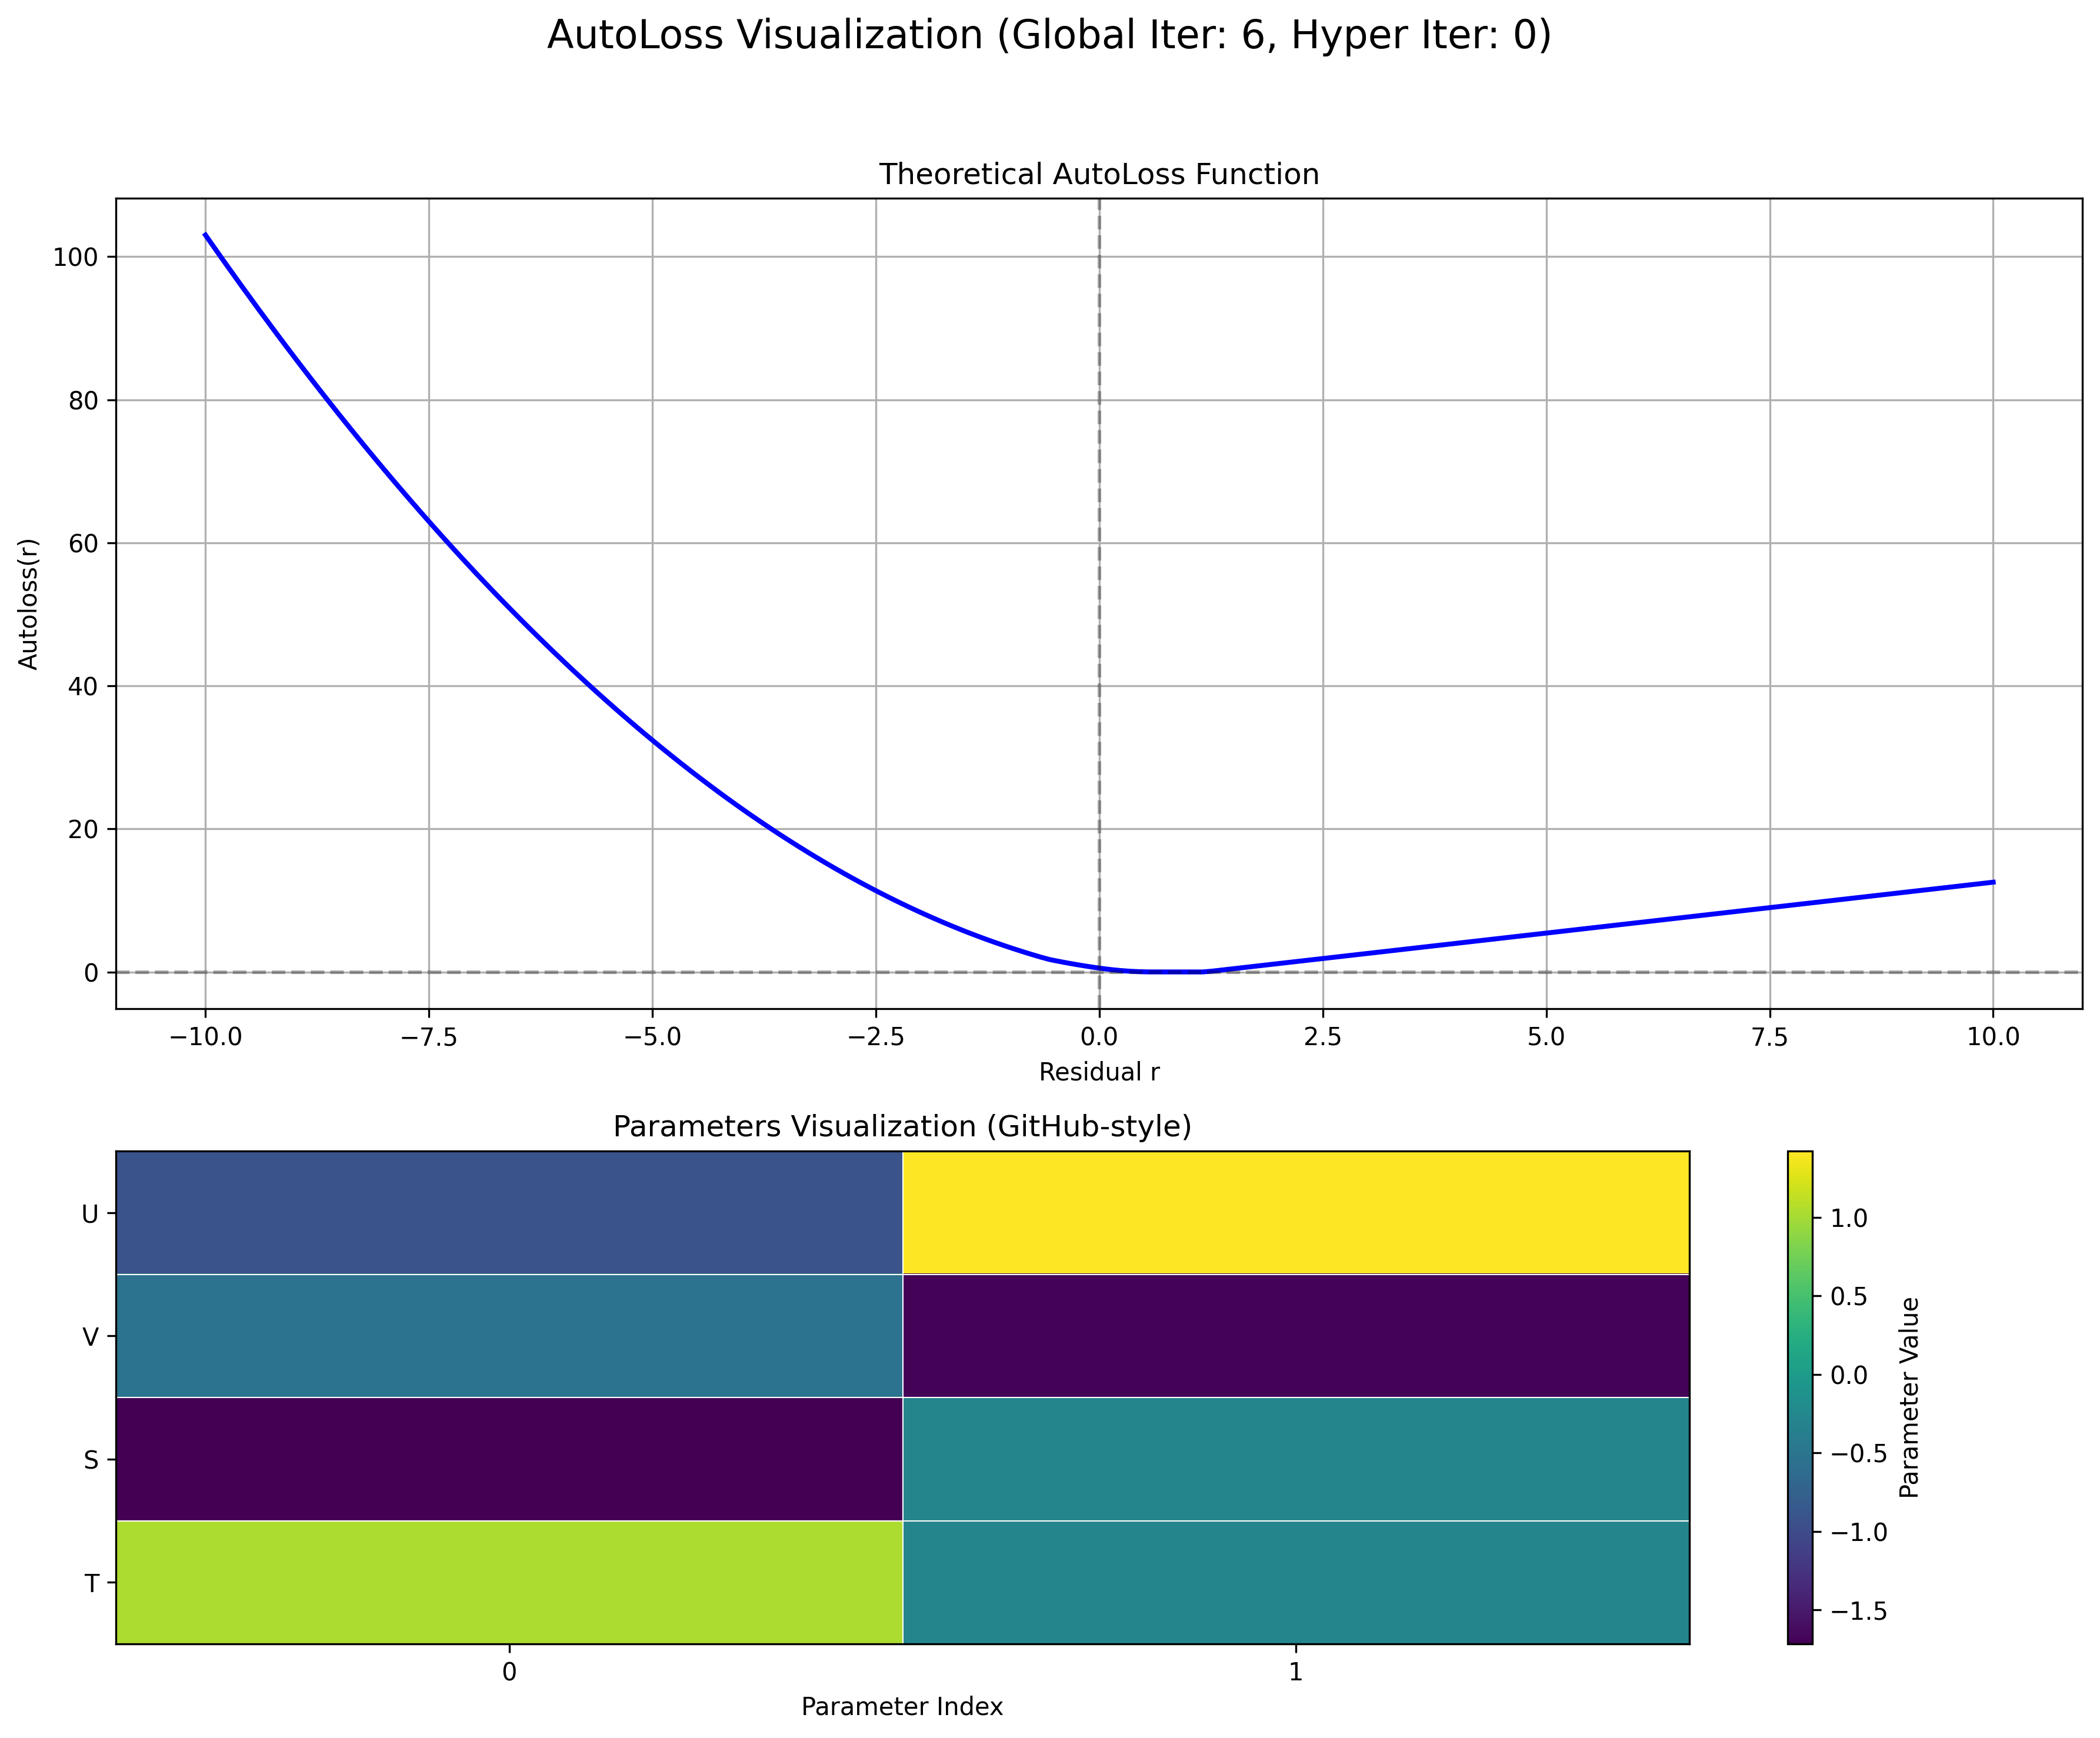 AutoLoss Visualization (Global Iter: 6, Hyper Iter: 0)
Theoretical AutoLoss Function
100
80
60
40
20
0
Autoloss(r)
−10.0 −7.5 −5.0 −2.5 0.0 2.5 5.0 7.5 10.0
Residual r
Parameters Visualization (GitHub-style)
U
V
S
T
0 1
Parameter Index
1.0
0.5
0.0
−0.5
−1.0
−1.5
Parameter Value